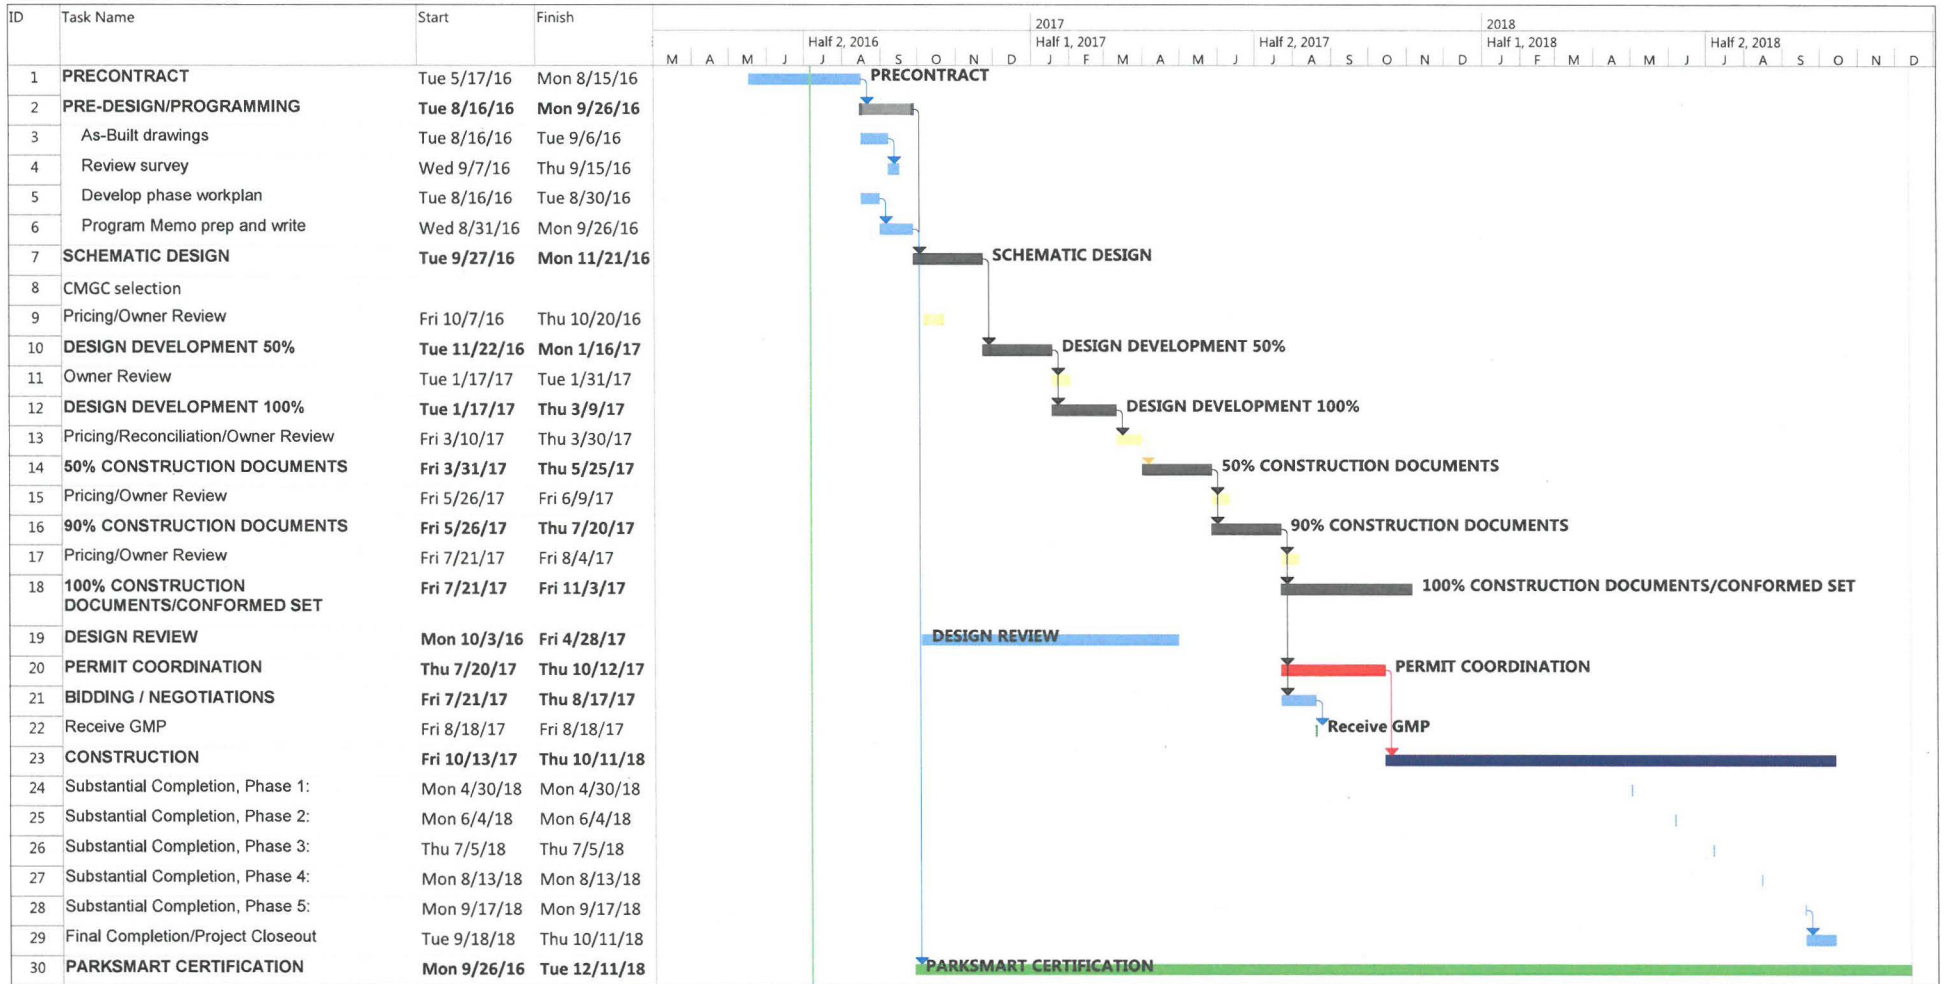 ID Task Name Start Finish
2017 2018
Half 2, 2016 Half 1, 2017 Half 2, 2017 Half 1, 2018 Half 2, 2018
M A M J J A S O N D J F M A M J J A S O N D J F M A M J J A S O N D
1 PRECONTRACT Tue 5/17/16 Mon 8/15/16 PRECONTRACT
2 PRE-DESIGN/PROGRAMMING Tue 8/16/16 Mon 9/26/16
3 As-Built drawings Tue 8/16/16 Tue 9/6/16
4 Review survey Wed 9/7/16 Thu 9/15/16
5 Develop phase workplan Tue 8/16/16 Tue 8/30/16
6 Program Memo prep and write Wed 8/31/16 Mon 9/26/16
7 SCHEMATIC DESIGN Tue 9/27/16 Mon 11/21/16 SCHEMATIC DESIGN
8 CMGC selection
9 Pricing/Owner Review Fri 10/7/16 Thu 10/20/16
10 DESIGN DEVELOPMENT 50% Tue 11/22/16 Mon 1/16/17 DESIGN DEVELOPMENT 50%
11 Owner Review Tue 1/17/17 Tue 1/31/17
12 DESIGN DEVELOPMENT 100% Tue 1/17/17 Thu 3/9/17 DESIGN DEVELOPMENT 100%
13 Pricing/Reconciliation/Owner Review Fri 3/10/17 Thu 3/30/17
14 50% CONSTRUCTION DOCUMENTS Fri 3/31/17 Thu 5/25/17 50% CONSTRUCTION DOCUMENTS
15 Pricing/Owner Review Fri 5/26/17 Fri 6/9/17
16 90% CONSTRUCTION DOCUMENTS Fri 5/26/17 Thu 7/20/17 90% CONSTRUCTION DOCUMENTS
17 Pricing/Owner Review Fri 7/21/17 Fri 8/4/17
18 100% CONSTRUCTION Fri 7/21/17 Fri 11/3/17 100% CONSTRUCTION DOCUMENTS/CONFORMED SET
DOCUMENTS/CONFORMED SET
19 DESIGN REVIEW Mon 10/3/16 Fri 4/28/17 DESIGN REVIEW
20 PERMIT COORDINATION Thu 7/20/17 Thu 10/12/17 PERMIT COORDINATION
21 BIDDING / NEGOTIATIONS Fri 7/21/17 Thu 8/17/17
22 Receive GMP Fri 8/18/17 Fri 8/18/17 Receive GMP
23 CONSTRUCTION Fri 10/13/17 Thu 10/11/18
24 Substantial Completion, Phase 1: Mon 4/30/18 Mon 4/30/18
25 Substantial Completion, Phase 2: Mon 6/4/18 Mon 6/4/18
26 Substantial Completion, Phase 3: Thu 7/5/18 Thu 7/5/18
27 Substantial Completion, Phase 4: Mon 8/13/18 Mon 8/13/18
28 Substantial Completion, Phase 5: Mon 9/17/18 Mon 9/17/18
29 Final Completion/Project Closeout Tue 9/18/18 Thu 10/11/18
30 PARKSMART CERTIFICATION Mon 9/26/16 Tue 12/11/18 PARKSMART CERTIFICATION